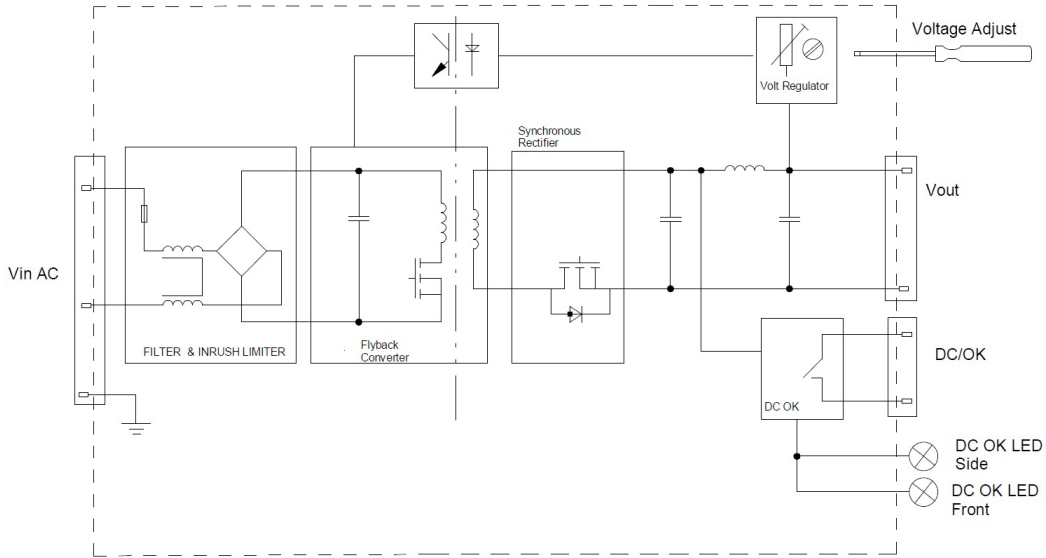 Voltage Adjust
Volt Regulator
Synchronous
Rectifier
Vout
Vin AC
FILTER & INRUSH LIMITER
Flyback
Converter
DC/OK
DC OK
DC OK LED
Side
DC OK LED
Front